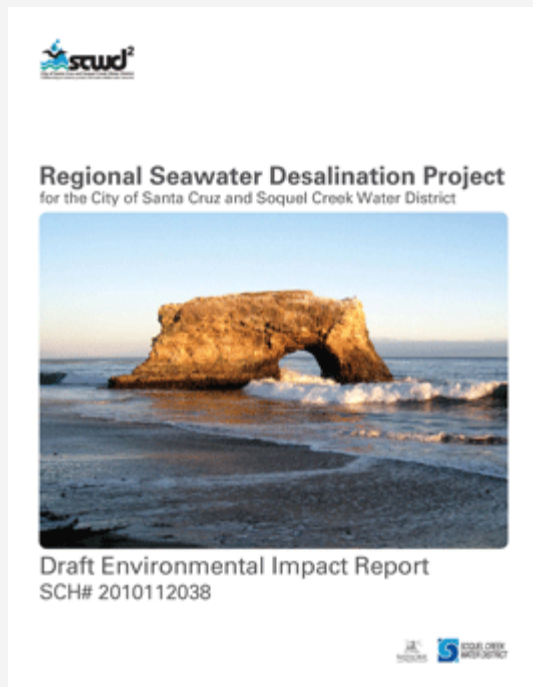 scwd2
Regional Seawater Desalination Project
for the City of Santa Cruz and Soquel Creek Water District
Draft Environmental Impact Report
SCH# 2010112038
SOQUEL CREEK
WATER DISTRICT